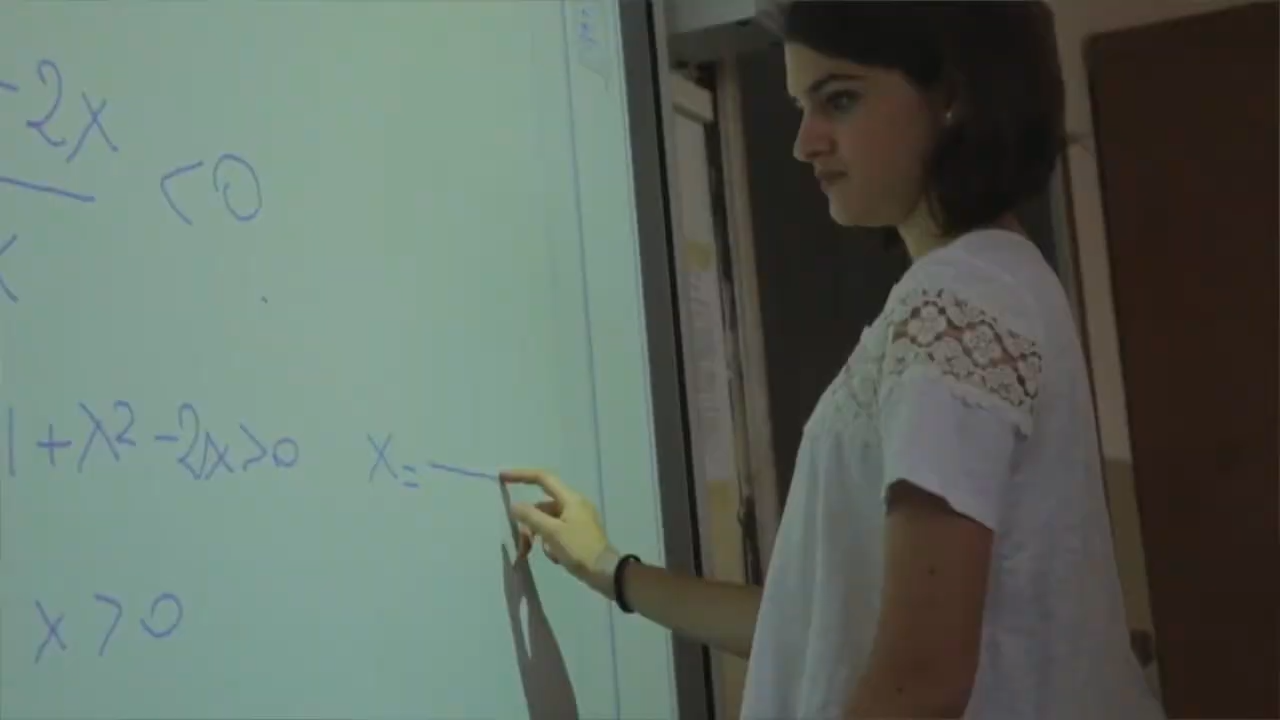 -2x
— <0
x
1+x²-2x>0 x=—
x>0